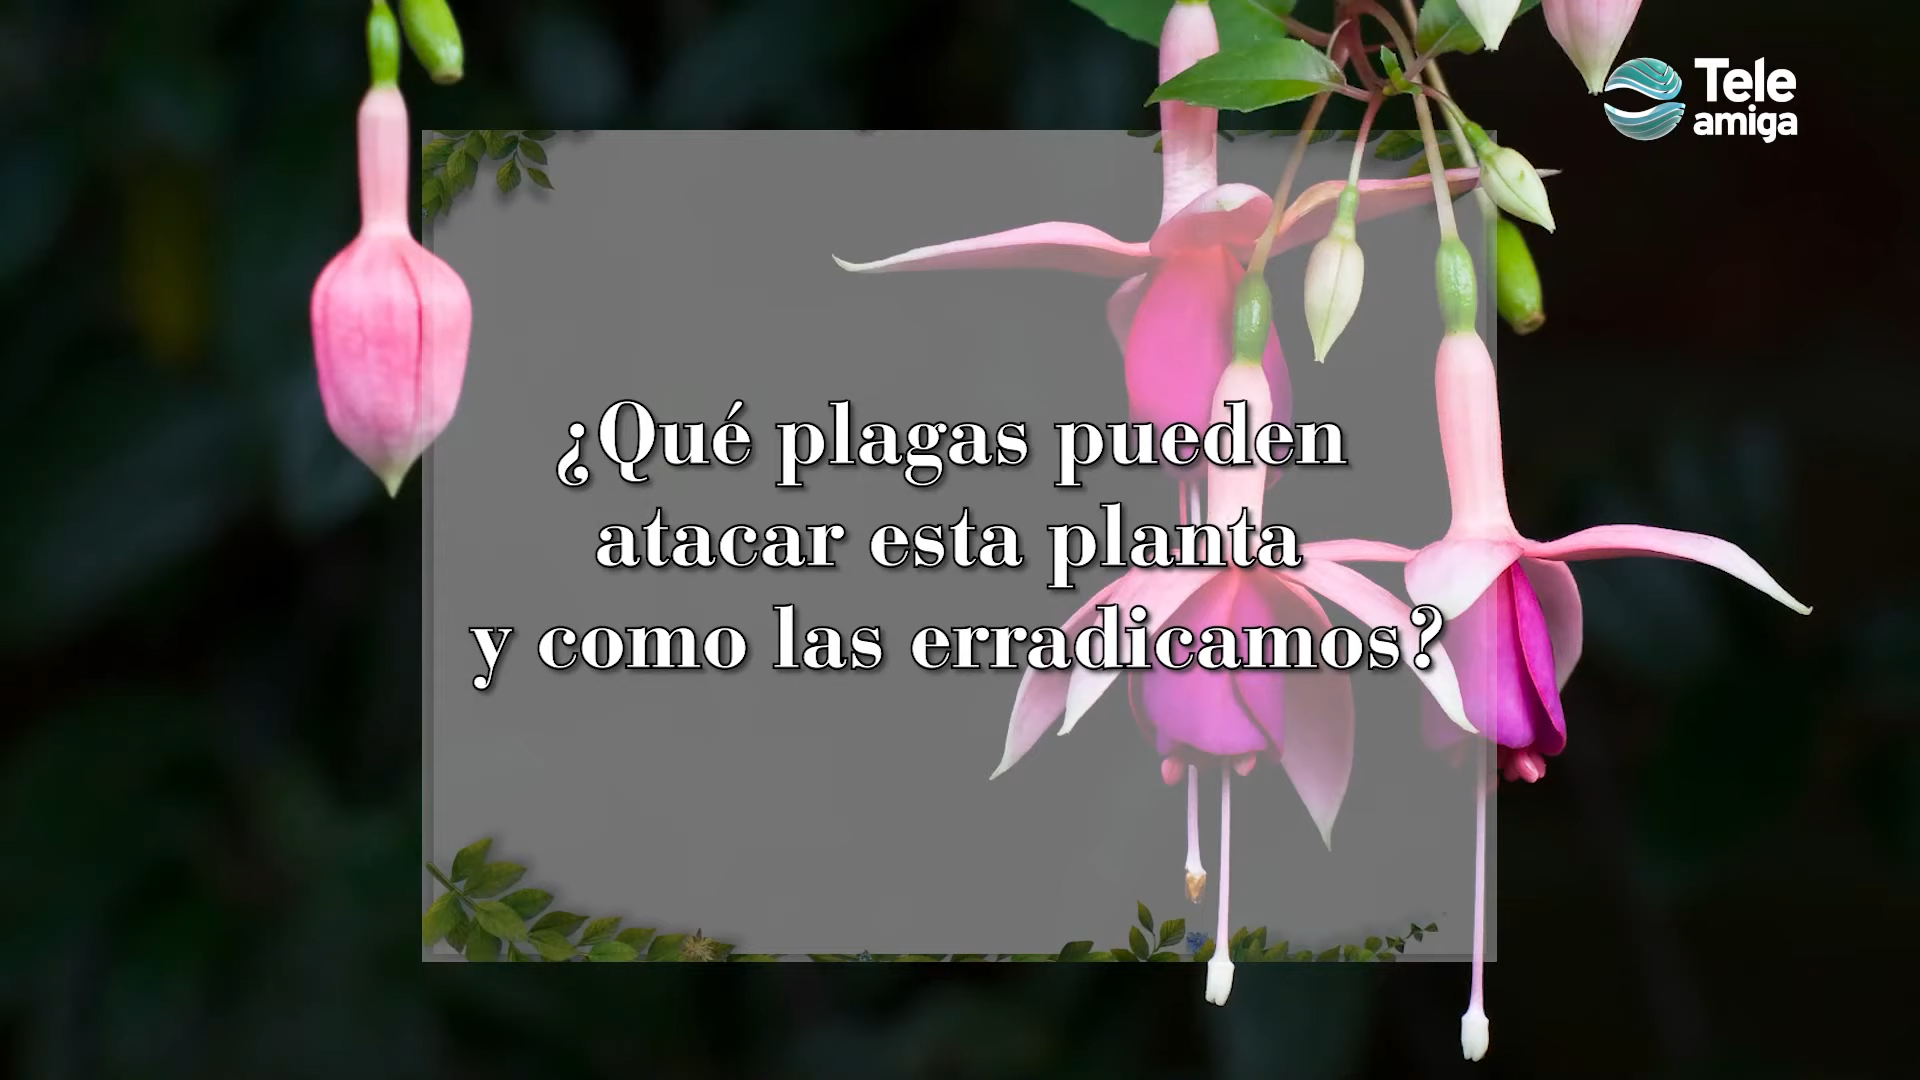 Tele
amiga
¿Qué plagas pueden
atacar esta planta
y como las erradicamos?